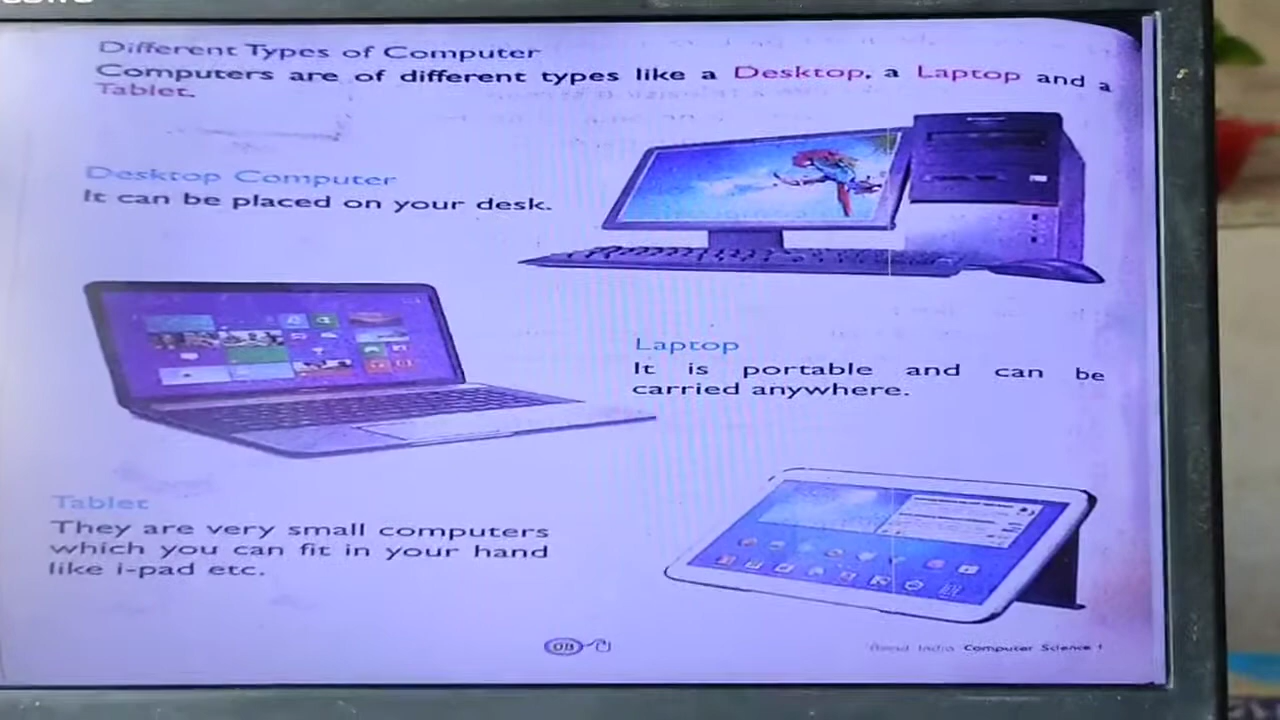 Different Types of Computer
Computers are of different types like a Desktop, a Laptop and a
Tablet.
Desktop Computer
It can be placed on your desk.
Laptop
It is portable and can be
carried anywhere.
Tablet
They are very small computers
which you can fit in your hand
like i-pad etc.
08
India Computer Science 1